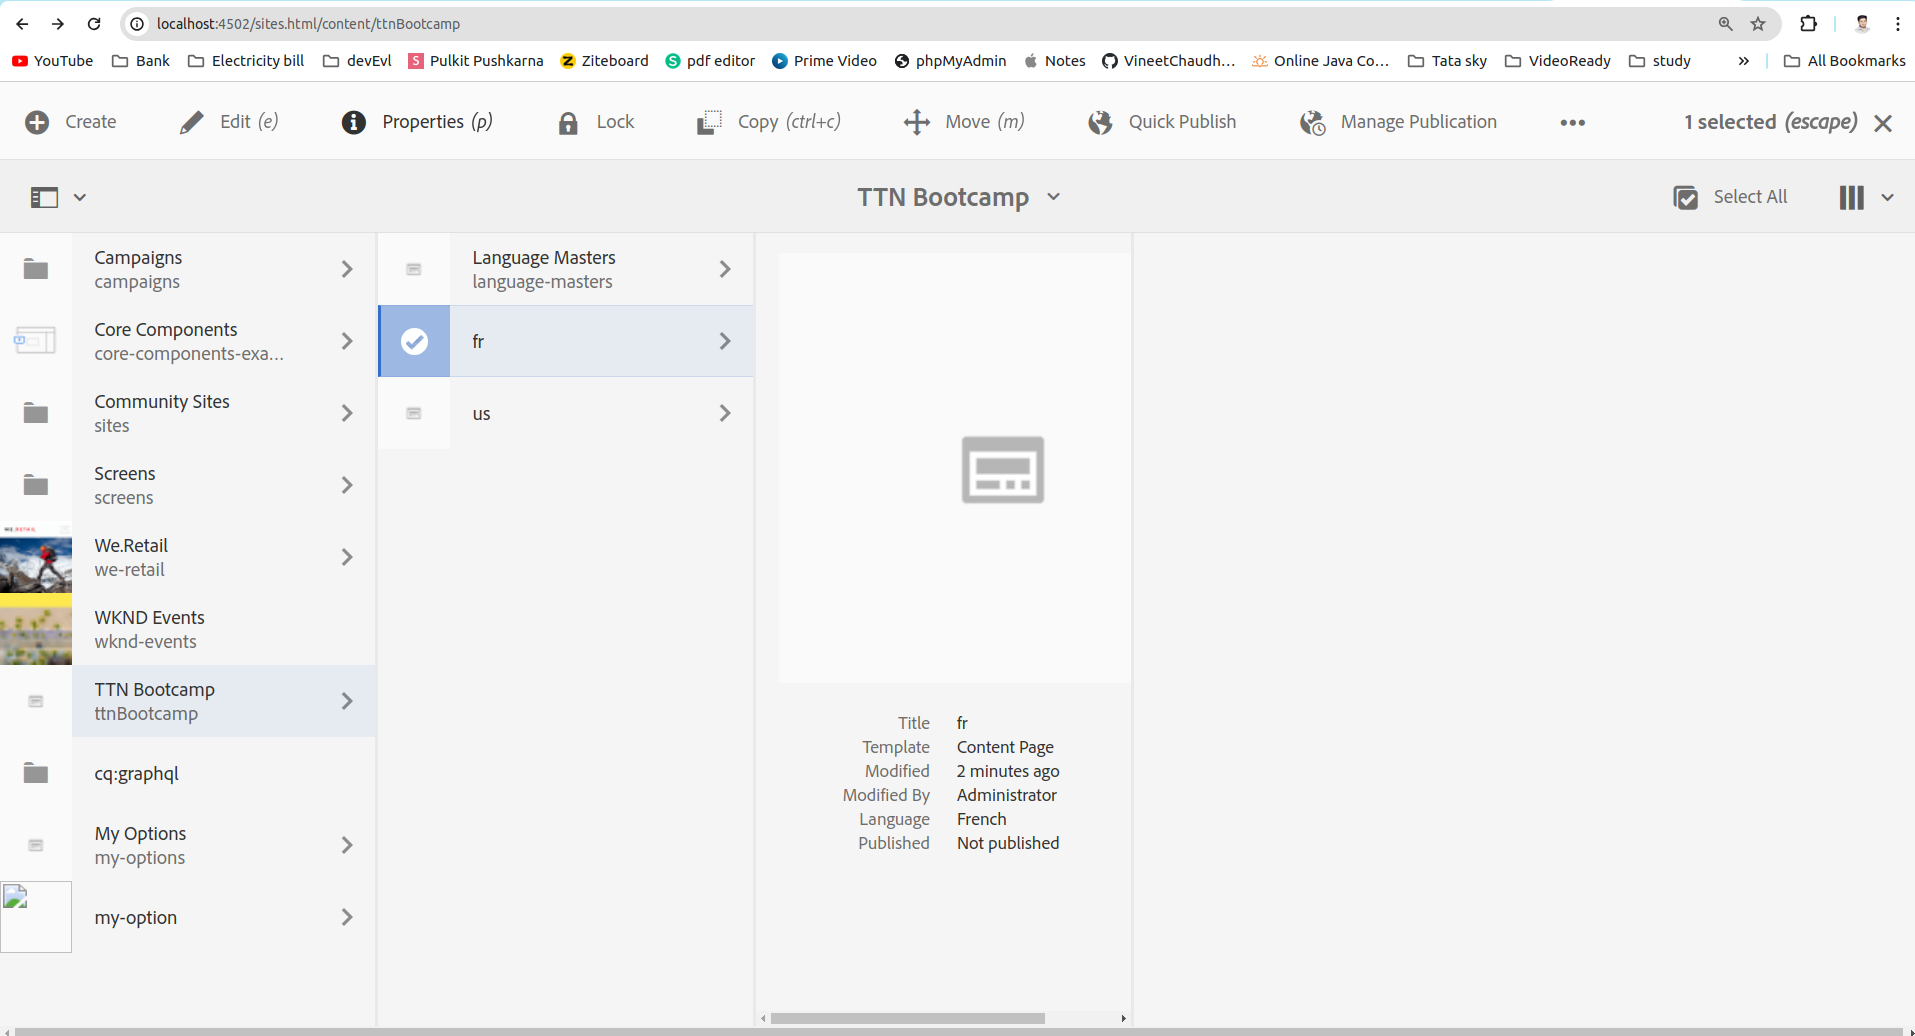 localhost:4502/sites.html/content/ttnBootcamp
YouTube Bank Electricity bill devEvl Pulkit Pushkarna Ziteboard pdf editor Prime Video phpMyAdmin Notes VineetChaudh... Online Java Co... Tata sky VideoReady study » All Bookmarks
Create Edit (e) Properties (p) Lock Copy (ctrl+c) Move (m) Quick Publish Manage Publication ••• 1 selected (escape)
TTN Bootcamp Select All
Campaigns
campaigns
Core Components
core-components-exa...
Community Sites
sites
Screens
screens
We.Retail
we-retail
WKND Events
wknd-events
TTN Bootcamp
ttnBootcamp
cq:graphql
My Options
my-options
my-option
Language Masters
language-masters
fr
us
Title fr
Template Content Page
Modified 2 minutes ago
Modified By Administrator
Language French
Published Not published